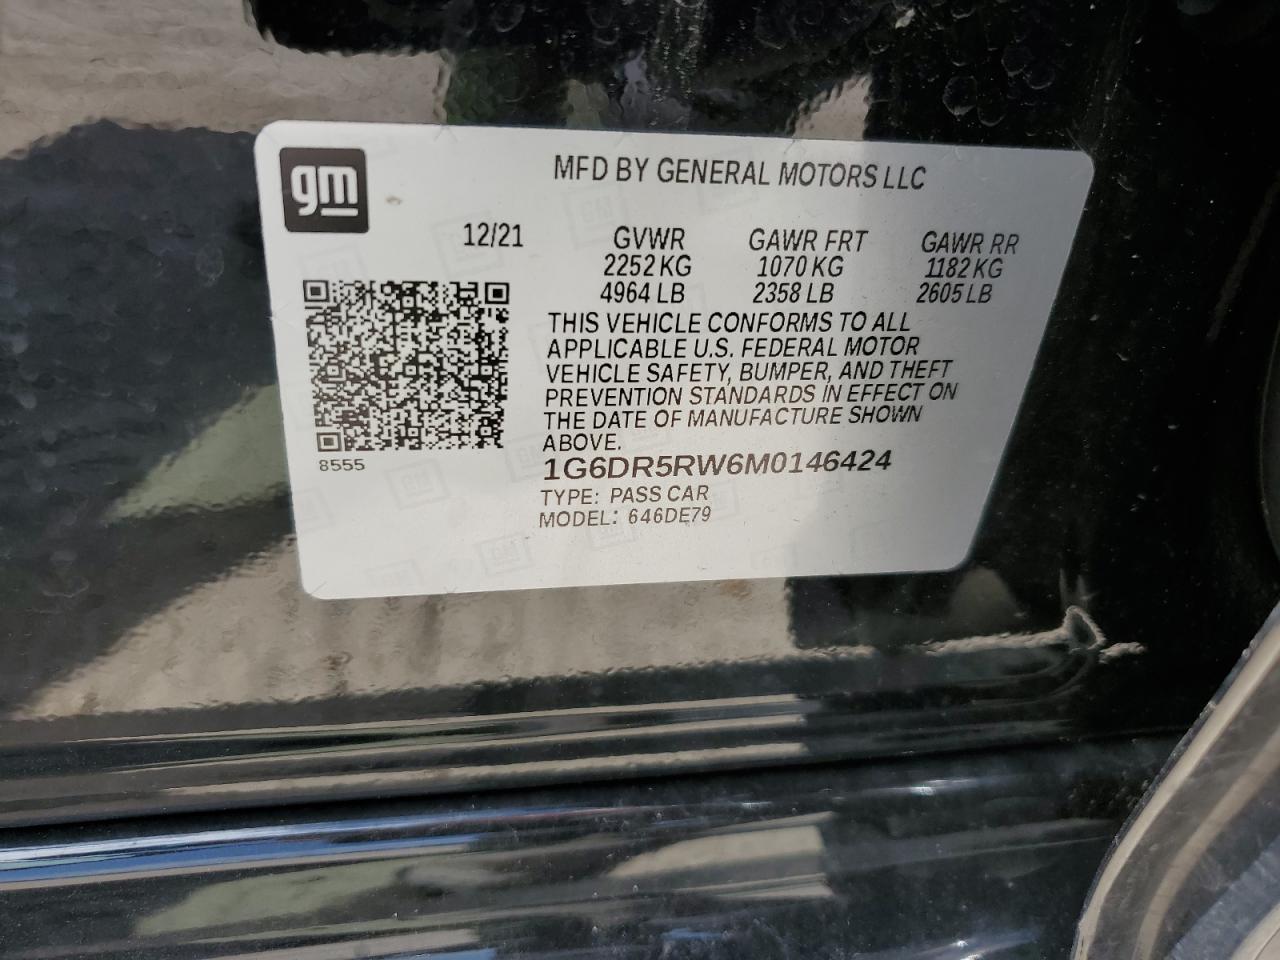 gm
MFD BY GENERAL MOTORS LLC
12/21
GVWR GAWR FRT GAWR RR
2252 KG 1070 KG 1182 KG
4964 LB 2358 LB 2605 LB
THIS VEHICLE CONFORMS TO ALL
APPLICABLE U.S. FEDERAL MOTOR
VEHICLE SAFETY, BUMPER, AND THEFT
PREVENTION STANDARDS IN EFFECT ON
THE DATE OF MANUFACTURE SHOWN
ABOVE.
8555
1G6DR5RW6M0146424
TYPE: PASS CAR
MODEL: 646DE79